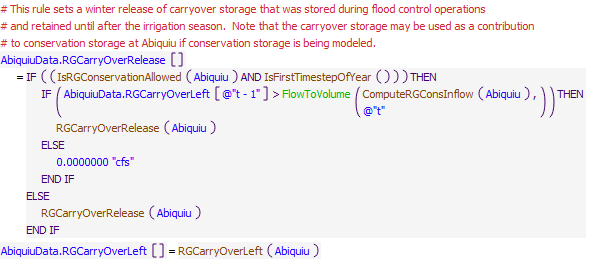 # This rule sets a winter release of carryover storage that was stored during flood control operations
# and retained until after the irrigation season.  Note that the carryover storage may be used as a contribution
# to conservation storage at Abiquiu if conservation storage is being modeled.
AbiquiuData.RGCarryOverRelease []
= IF ( ( IsRGConservationAllowed ( Abiquiu ) AND IsFirstTimestepOfYear ( ) ) ) THEN
IF ( AbiquiuData.RGCarryOverLeft [ @"t - 1" ] > FlowToVolume ( ComputeRGConsInflow ( Abiquiu ) , ) ) THEN
@"t"
RGCarryOverRelease ( Abiquiu )
ELSE
0.0000000 "cfs"
END IF
ELSE
RGCarryOverRelease ( Abiquiu )
END IF
AbiquiuData.RGCarryOverLeft [] = RGCarryOverLeft ( Abiquiu )